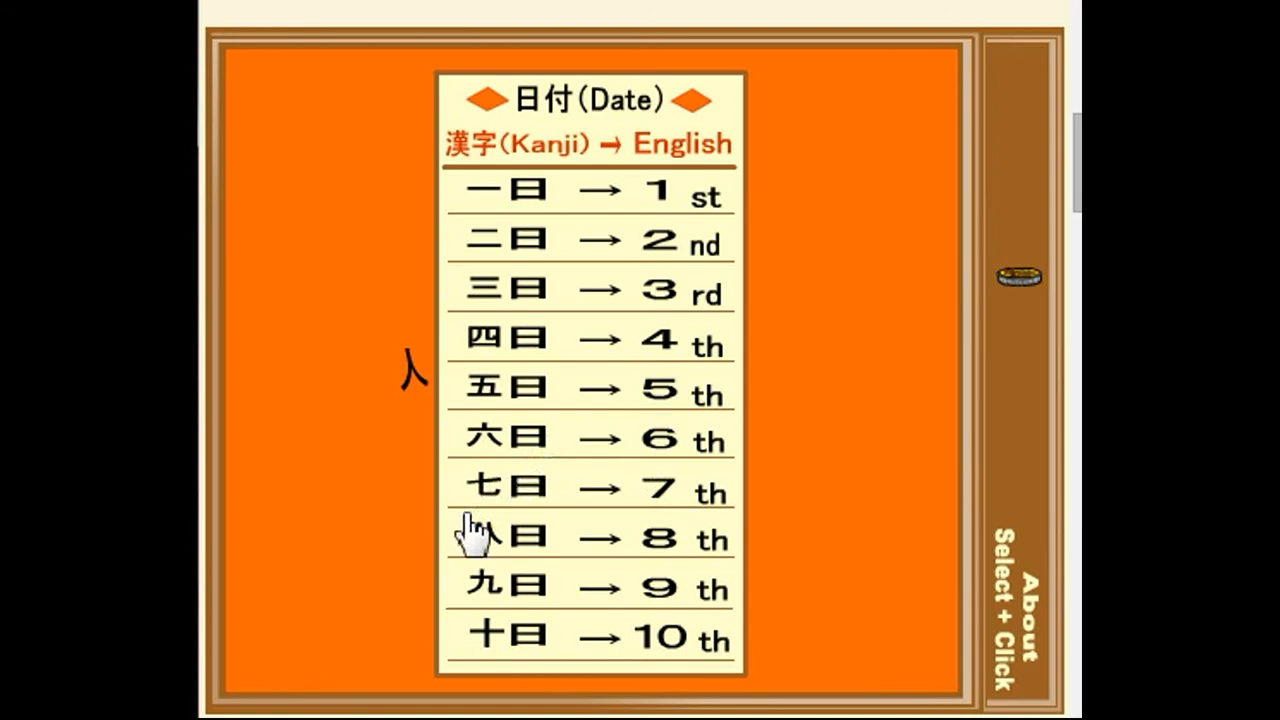 日付(Date)
漢字(Kanji) → English
一日 → 1 st
二日 → 2 nd
三日 → 3 rd
四日 → 4 th
五日 → 5 th
六日 → 6 th
七日 → 7 th
日 → 8 th
九日 → 9 th
十日 → 10 th
人
About
Select + Click